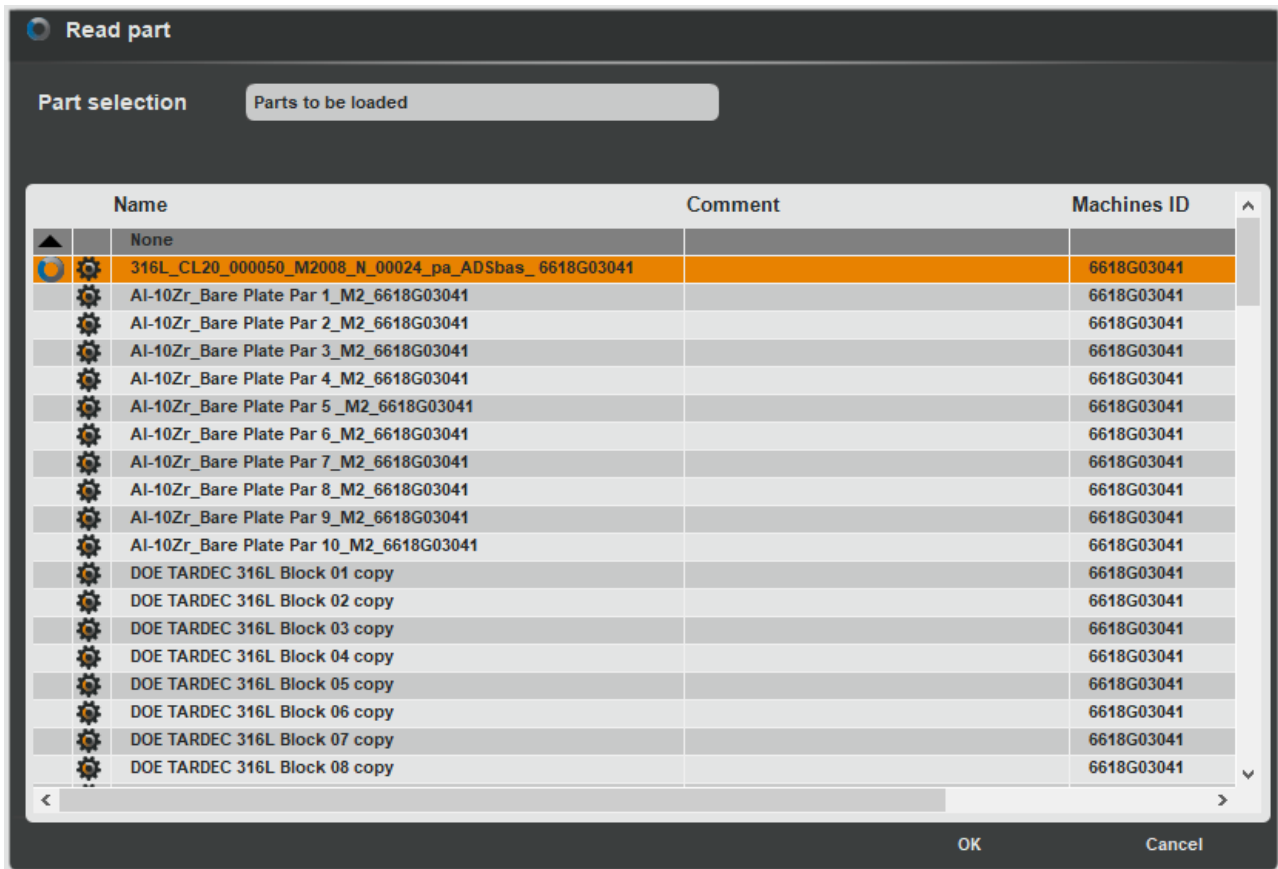 Read part
Part selection Parts to be loaded
Name Comment Machines ID
None
316L_CL20_000050_M2008_N_00024_pa_ADSbas_ 6618G03041 6618G03041
Al-10Zr_Bare Plate Par 1_M2_6618G03041 6618G03041
Al-10Zr_Bare Plate Par 2_M2_6618G03041 6618G03041
Al-10Zr_Bare Plate Par 3_M2_6618G03041 6618G03041
Al-10Zr_Bare Plate Par 4_M2_6618G03041 6618G03041
Al-10Zr_Bare Plate Par 5 _M2_6618G03041 6618G03041
Al-10Zr_Bare Plate Par 6_M2_6618G03041 6618G03041
Al-10Zr_Bare Plate Par 7_M2_6618G03041 6618G03041
Al-10Zr_Bare Plate Par 8_M2_6618G03041 6618G03041
Al-10Zr_Bare Plate Par 9_M2_6618G03041 6618G03041
Al-10Zr_Bare Plate Par 10_M2_6618G03041 6618G03041
DOE TARDEC 316L Block 01 copy 6618G03041
DOE TARDEC 316L Block 02 copy 6618G03041
DOE TARDEC 316L Block 03 copy 6618G03041
DOE TARDEC 316L Block 04 copy 6618G03041
DOE TARDEC 316L Block 05 copy 6618G03041
DOE TARDEC 316L Block 06 copy 6618G03041
DOE TARDEC 316L Block 07 copy 6618G03041
DOE TARDEC 316L Block 08 copy 6618G03041
OK Cancel